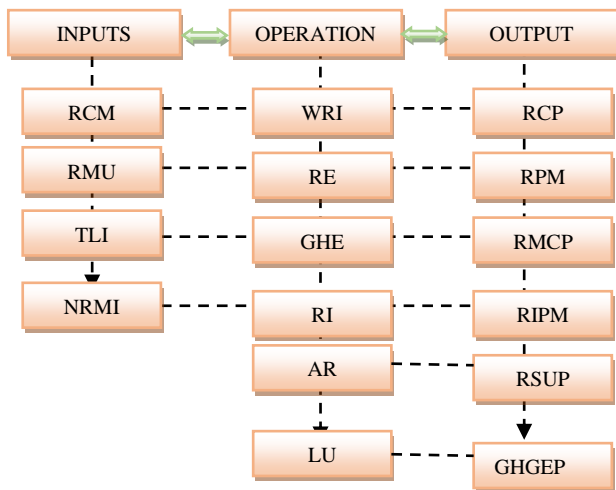 INPUTS
OPERATION
OUTPUT
RCM
WRI
RCP
RMU
RE
RPM
TLI
GHE
RMCP
NRMI
RI
RIPM
AR
RSUP
LU
GHGEP